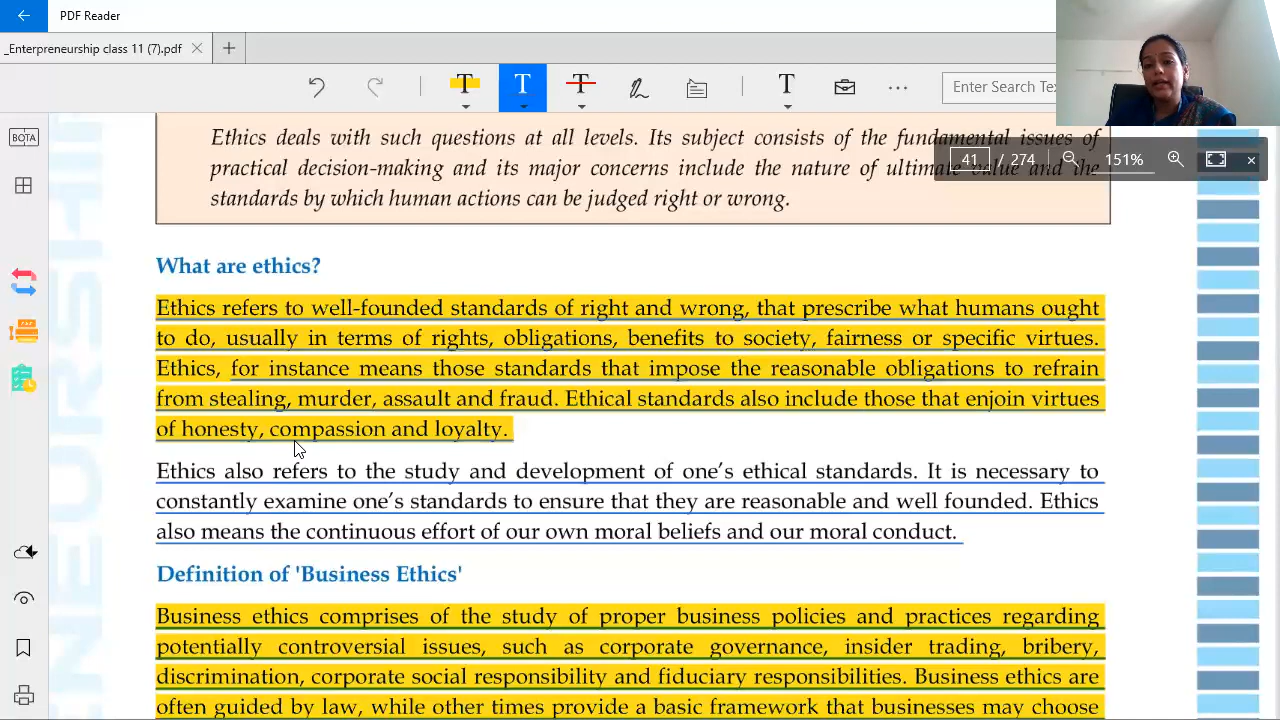 PDF Reader
_Enterpreneurship class 11 (7).pdf
Enter Search Te
BOTA
41 / 274
151%
Ethics deals with such questions at all levels. Its subject consists of the fundamental issues of
practical decision-making and its major concerns include the nature of ultimate value and the
standards by which human actions can be judged right or wrong.
What are ethics?
Ethics refers to well-founded standards of right and wrong, that prescribe what humans ought
to do, usually in terms of rights, obligations, benefits to society, fairness or specific virtues.
Ethics, for instance means those standards that impose the reasonable obligations to refrain
from stealing, murder, assault and fraud. Ethical standards also include those that enjoin virtues
of honesty, compassion and loyalty.
Ethics also refers to the study and development of one's ethical standards. It is necessary to
constantly examine one's standards to ensure that they are reasonable and well founded. Ethics
also means the continuous effort of our own moral beliefs and our moral conduct.
Definition of 'Business Ethics'
Business ethics comprises of the study of proper business policies and practices regarding
potentially controversial issues, such as corporate governance, insider trading, bribery,
discrimination, corporate social responsibility and fiduciary responsibilities. Business ethics are
often guided by law, while other times provide a basic framework that businesses may choose